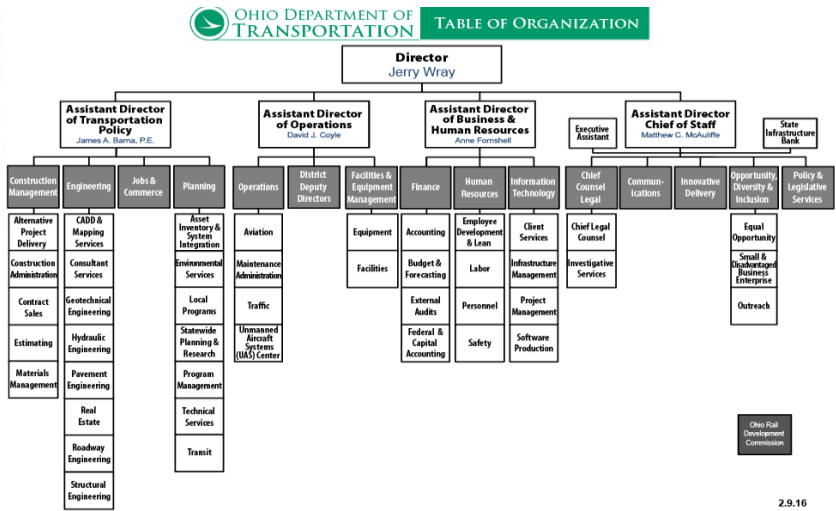 OHIO DEPARTMENT OF
TRANSPORTATION
TABLE OF ORGANIZATION
Director
Jerry Wray
Assistant Director
of Transportation
Policy
James A. Barna, P.E.
Assistant Director
of Operations
David J. Coyle
Assistant Director
of Business &
Human Resources
Anne Fornshell
Executive
Assistant
Assistant Director
Chief of Staff
Matthew C. McAuliffe
State
Infrastructure
Bank
Construction
Management
Engineering
Jobs &
Commerce
Planning
Operations
District
Deputy
Directors
Facilities &
Equipment
Management
Finance
Human
Resources
Information
Technology
Chief
Counsel
Legal
Commun-
ications
Innovative
Delivery
Opportunity,
Diversity &
Inclusion
Policy &
Legislative
Services
Alternative
Project
Delivery
Construction
Administration
Contract
Sales
Estimating
Materials
Management
CADD &
Mapping
Services
Consultant
Services
Geotechnical
Engineering
Hydraulic
Engineering
Pavement
Engineering
Real
Estate
Roadway
Engineering
Structural
Engineering
Asset
Inventory &
System
Integration
Environmental
Services
Local
Programs
Statewide
Planning &
Research
Program
Management
Technical
Services
Transit
Aviation
Maintenance
Administration
Traffic
Unmanned
Aircraft
Systems
(UAS) Center
Equipment
Facilities
Accounting
Budget &
Forecasting
External
Audits
Federal &
Capital
Accounting
Employee
Development
& Lean
Labor
Personnel
Safety
Client
Services
Infrastructure
Management
Project
Management
Software
Production
Chief Legal
Counsel
Investigative
Services
Equal
Opportunity
Small &
Disadvantaged
Business
Enterprise
Outreach
Ohio Rail
Development
Commission
2.9.16